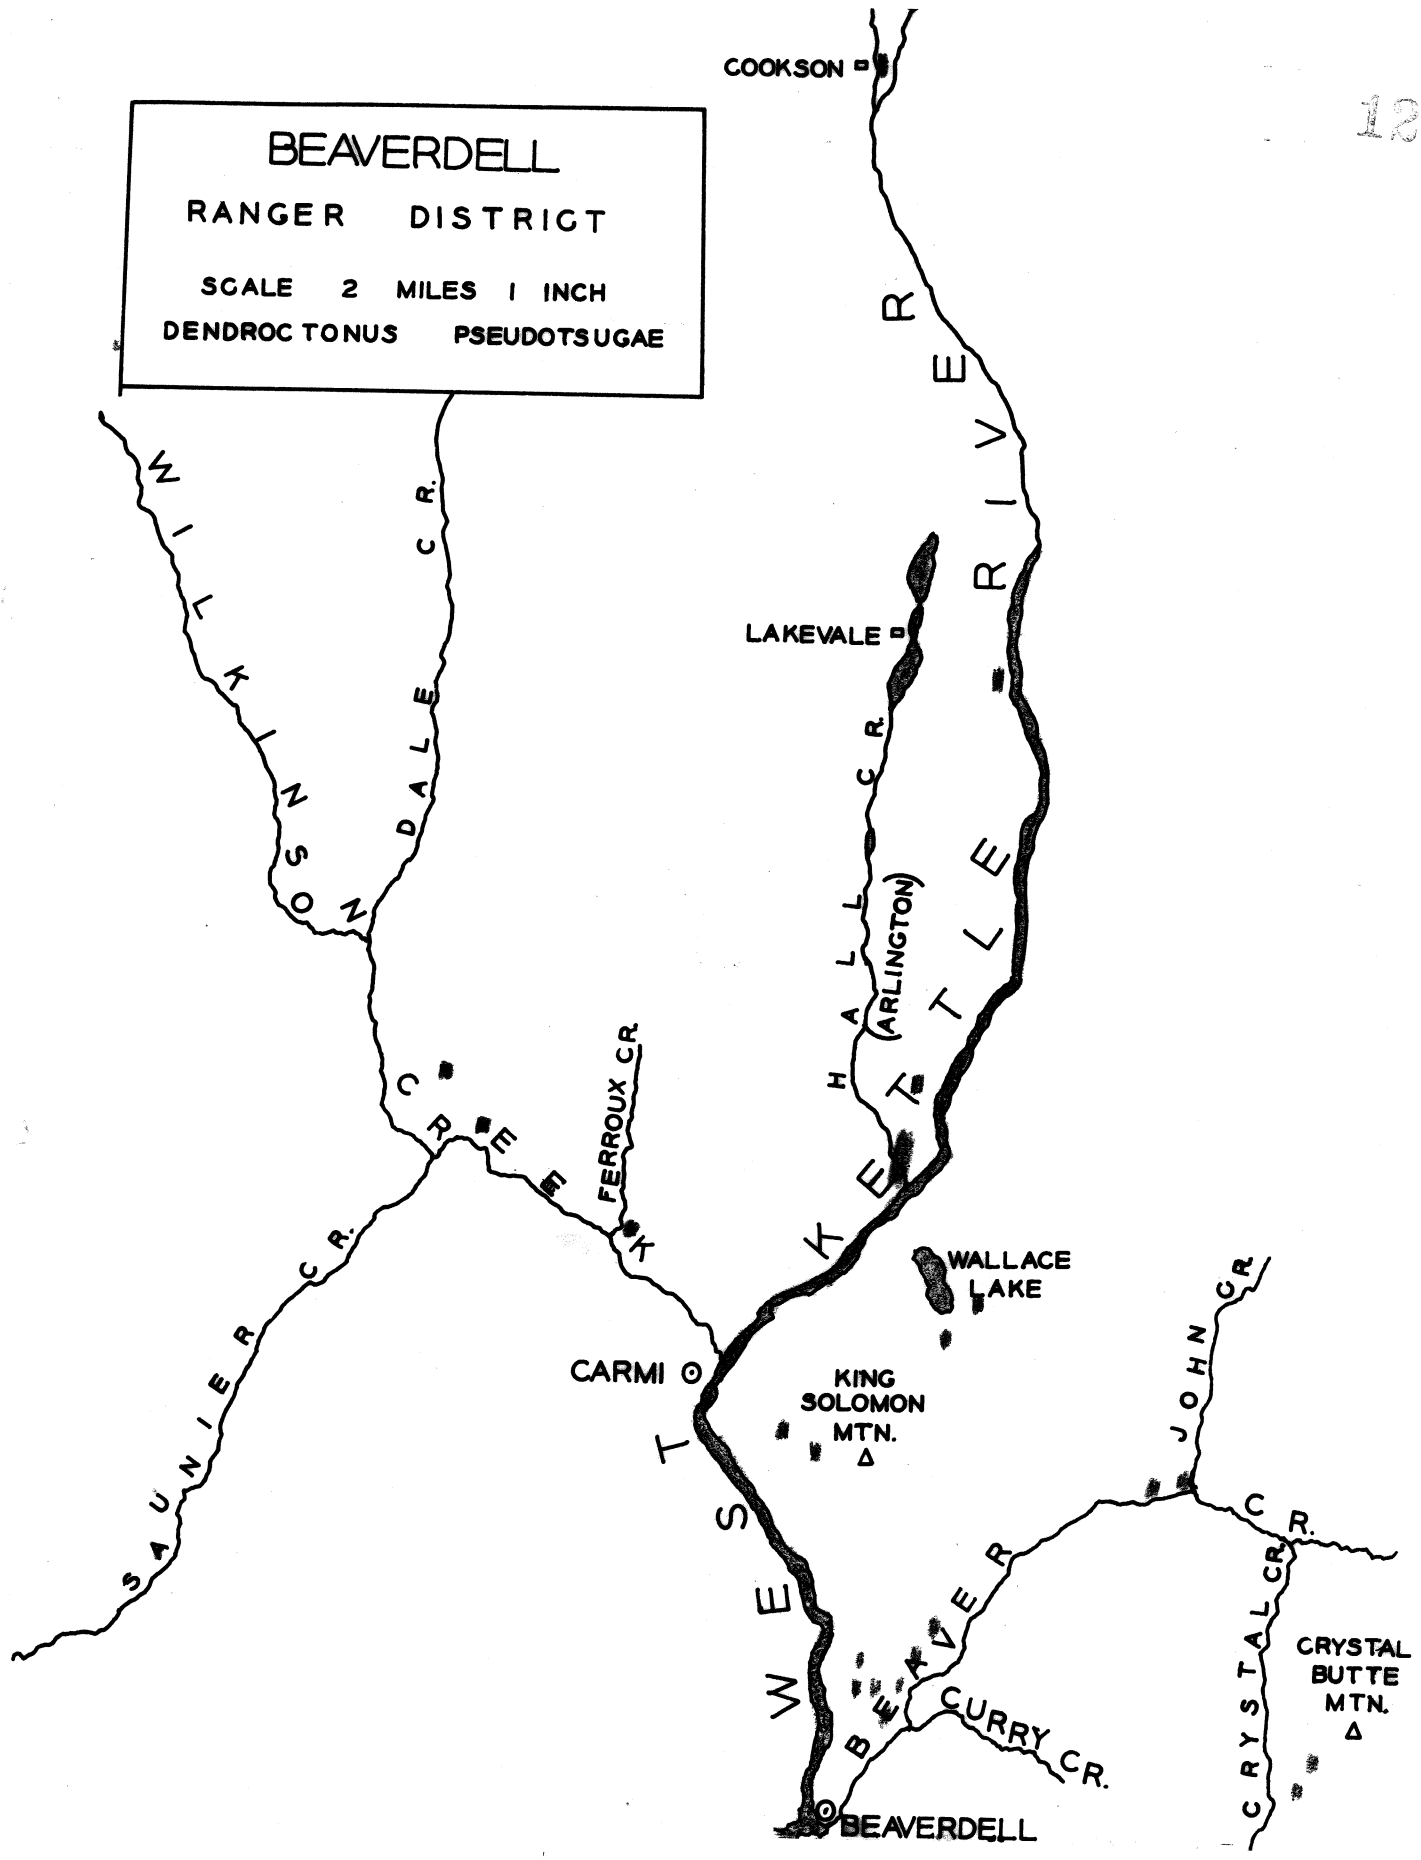 COOKSON
12
BEAVERDELL
RANGER DISTRICT
SCALE 2 MILES 1 INCH
DENDROCTONUS PSEUDOTSUGAE
WILKINSON CREEK
DALE CR.
LAKEVALE
WEST KETTLE RIVER
HALL CR.
(ARLINGTON)
FERROUX CR.
SAUNIER CR.
WALLACE
LAKE
CARMI
KING
SOLOMON
MTN.
JOHN CR.
BEAVER CR.
CRYSTAL CR.
CRYSTAL
BUTTE
MTN.
CURRY CR.
BEAVERDELL